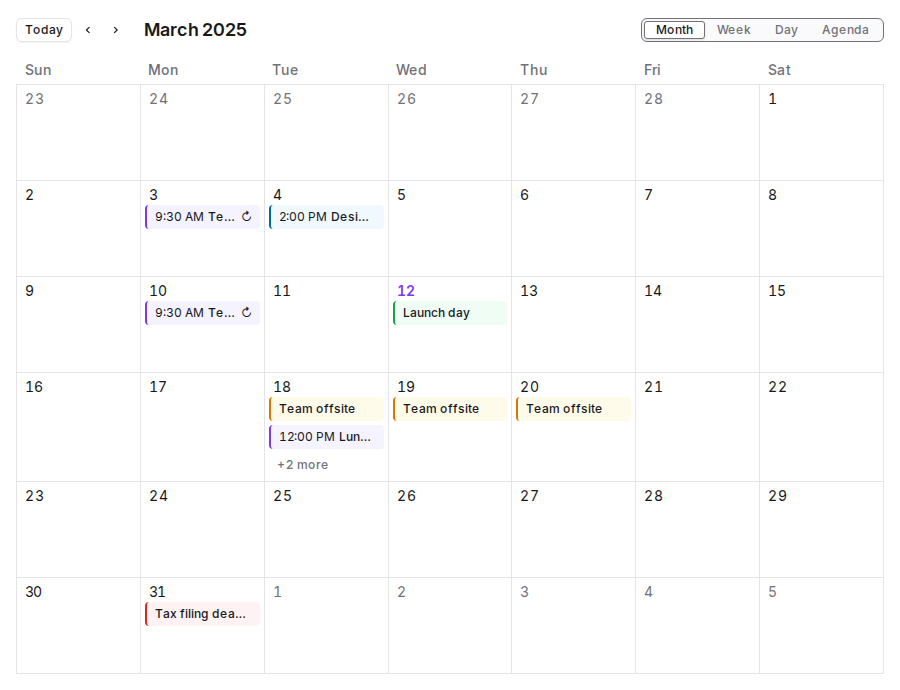 Today ‹ › March 2025 Month Week Day Agenda
Sun Mon Tue Wed Thu Fri Sat
23 24 25 26 27 28 1
2 3 4 5 6 7 8
9:30 AM Te... 2:00 PM Desi...
9 10 11 12 13 14 15
9:30 AM Te... Launch day
16 17 18 19 20 21 22
Team offsite Team offsite Team offsite
12:00 PM Lun...
+2 more
23 24 25 26 27 28 29
30 31 1 2 3 4 5
Tax filing dea...